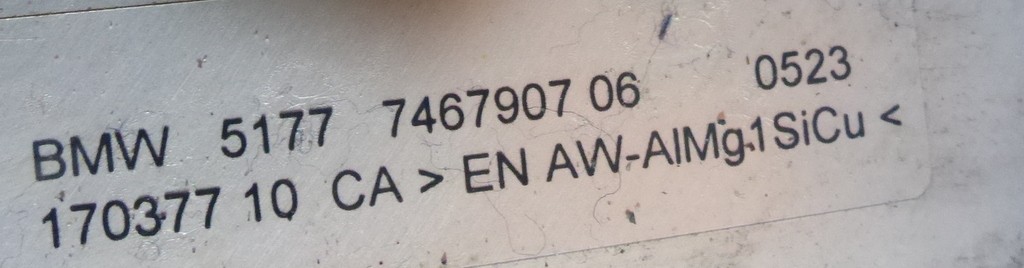 BMW 5177 7467907 06 0523
170377 10 CA > EN AW-AlMg1SiCu <